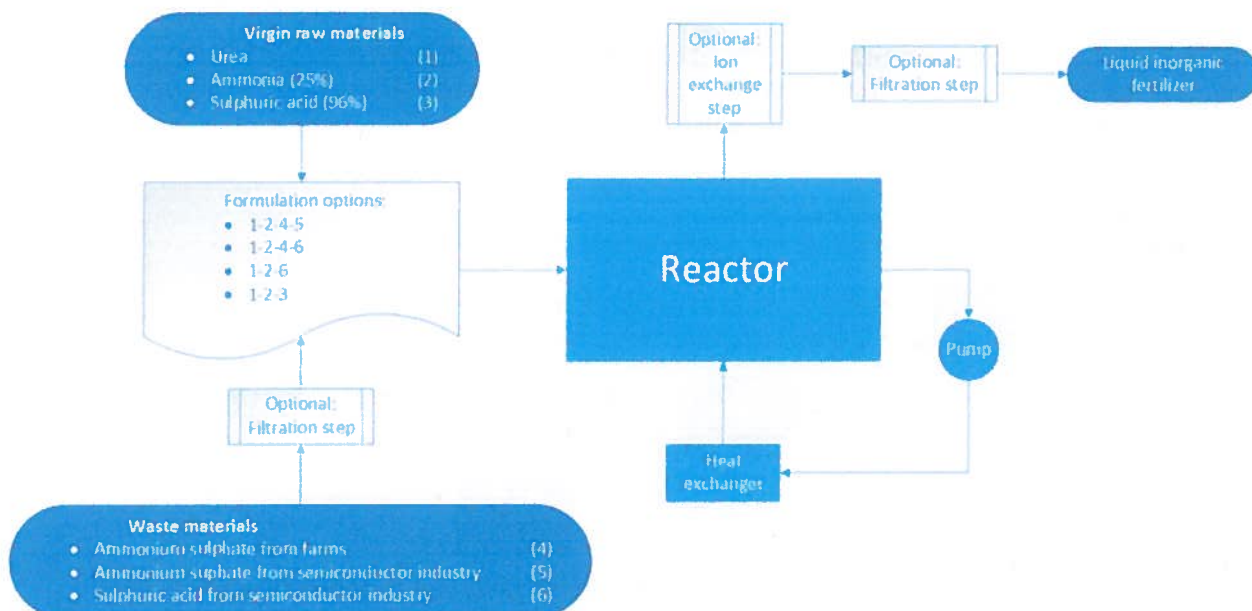 Virgin raw materials
• Urea (1)
• Ammonia (25%) (2)
• Sulphuric acid (96%) (3)
Formulation options:
• 1-2-4-5
• 1-2-4-6
• 1-2-6
• 1-2-3
Optional:
Filtration step
Waste materials
• Ammonium sulphate from farms (4)
• Ammonium suphate from semiconductor industry (5)
• Sulphuric acid from semiconductor industry (6)
Reactor
Pump
Heat
exchanger
Optional:
Ion
exchange
step
Optional:
Filtration step
Liquid inorganic
fertilizer